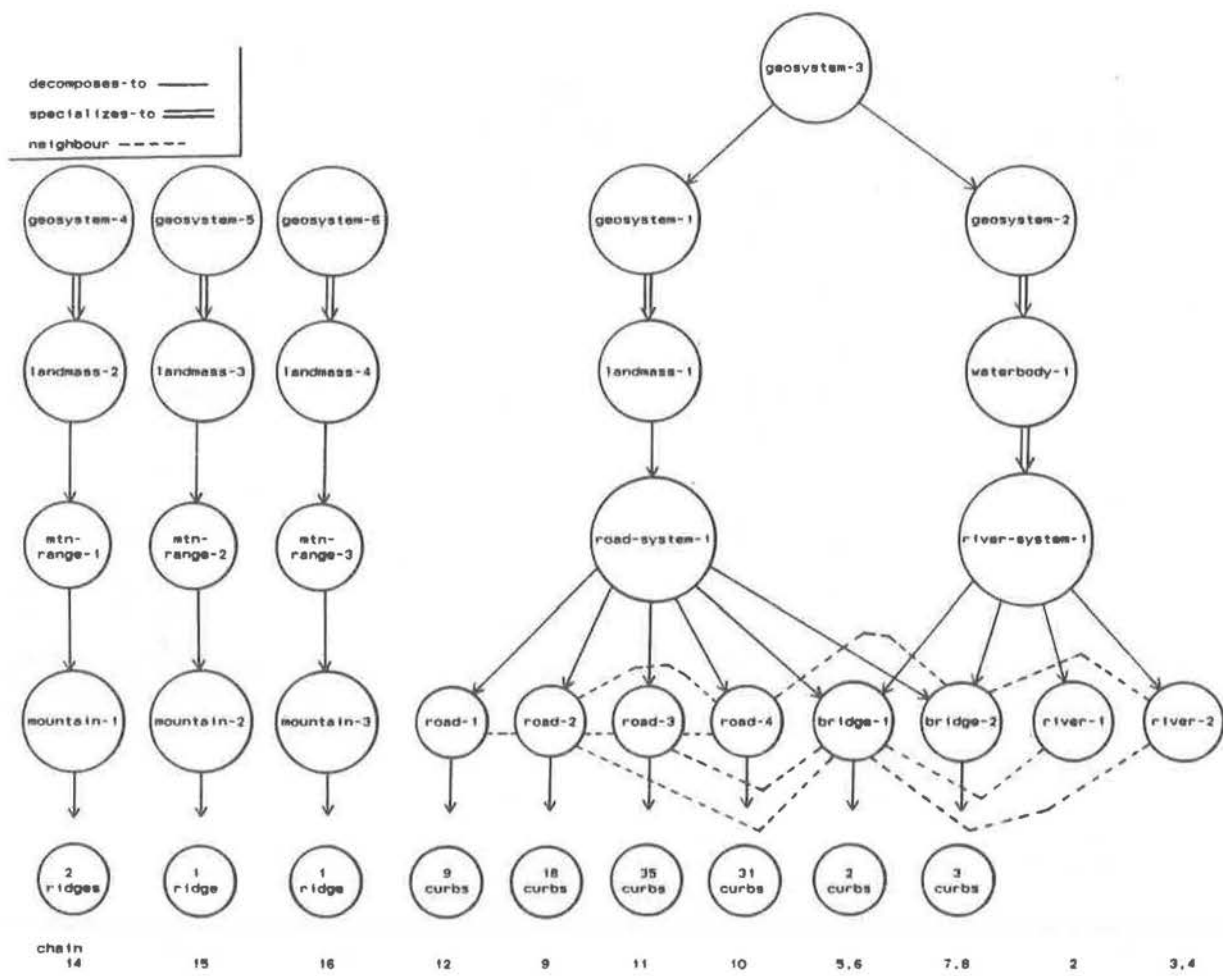 geosystem-3
decomposes-to
specializes-to
neighbour
geosystem-4 geosystem-5 geosystem-6 geosystem-1 geosystem-2
landmass-2 landmass-3 landmass-4 landmass-1 waterbody-1
road-system-1 river-system-1
mtn- mtn- mtn-
range-1 range-2 range-3
mountain-1 mountain-2 mountain-3 road-1 road-2 road-3 road-4 bridge-1 bridge-2 river-1 river-2
2 1 1 9 18 35 31 2 3
ridges ridge ridge curbs curbs curbs curbs curbs curbs
chain
14 15 16 12 9 11 10 5,6 7,8 2 3,4